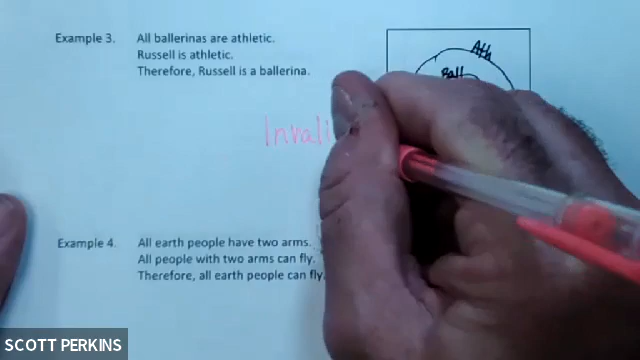 Example 3. All ballerinas are athletic.
Russell is athletic.
Therefore, Russell is a ballerina.
Ath
Ball
Invali
Example 4. All earth people have two arms.
All people with two arms can fly.
Therefore, all earth people can fly.
SCOTT PERKINS